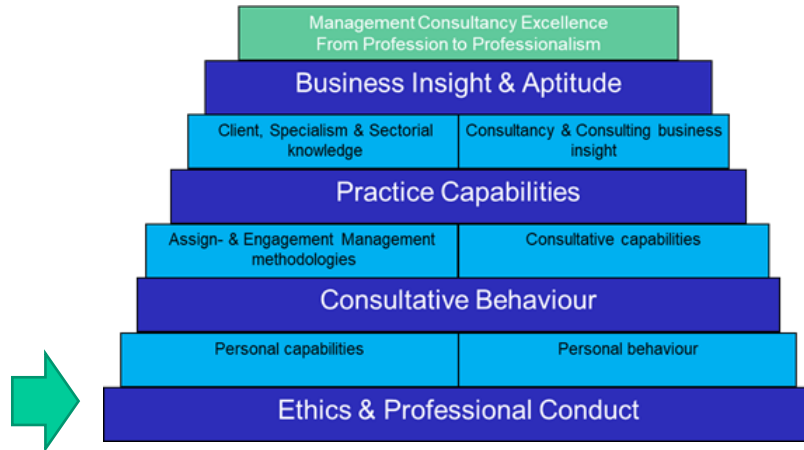 Management Consultancy Excellence
From Profession to Professionalism
Business Insight & Aptitude
Client, Specialism & Sectorial
knowledge
Consultancy & Consulting business
insight
Practice Capabilities
Assign- & Engagement Management
methodologies
Consultative capabilities
Consultative Behaviour
Personal capabilities
Personal behaviour
Ethics & Professional Conduct